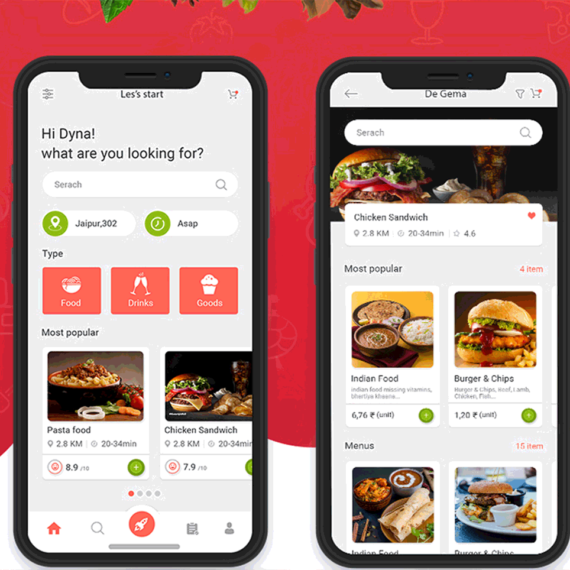 Les's start
Hi Dyna!
what are you looking for?
Serach
Jaipur,302
Asap
Type
Food
Drinks
Goods
Most popular
Pasta food
2.8 KM
20-34min
8.9 /10
Chicken Sandwich
2.8 KM
20-34min
7.9 /10
De Gema
Serach
Chicken Sandwich
2.8 KM
20-34min
4.6
Most popular
4 item
Indian Food
indian food missing vitamins,
bhartiye khaana...
6,76 ₹ (unit)
Burger & Chips
Burger & Chips, Beef, Lamb,
Chicken, Fish...
1,20 ₹ (unit)
Menus
15 item
Indian Food
Burger & Chips